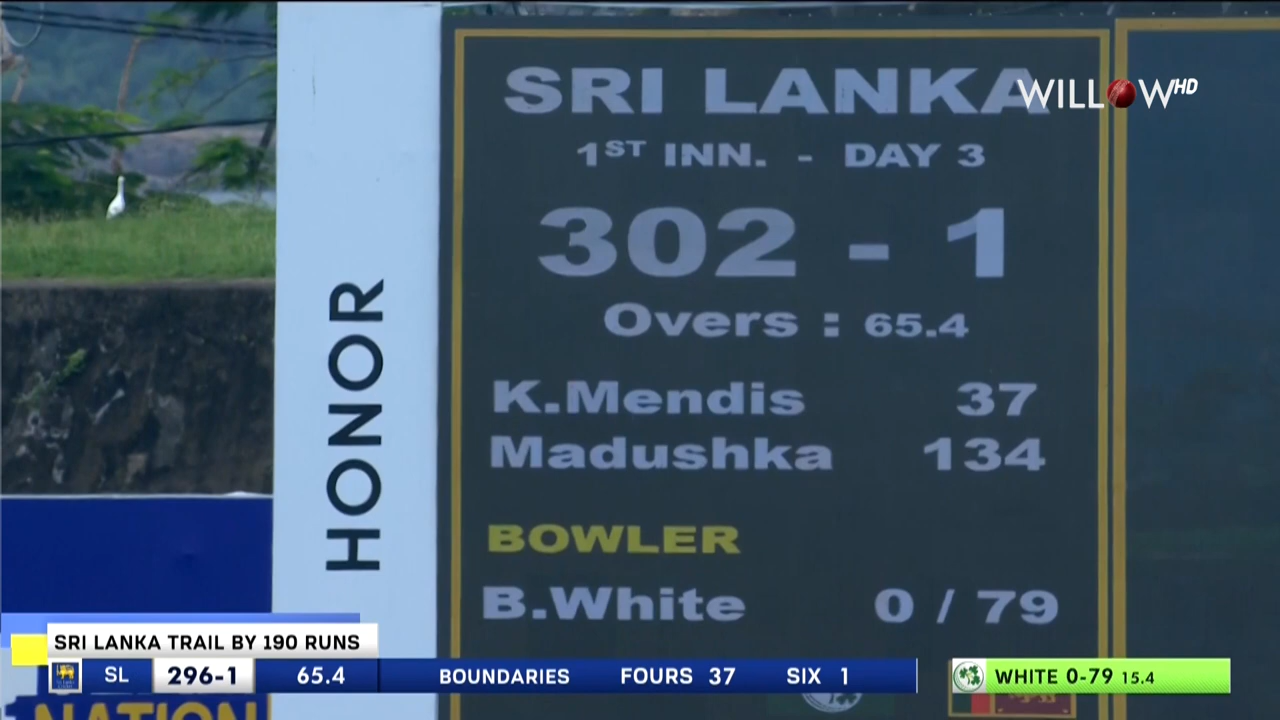 SRI LANKA
WILLOW HD
1ST INN. - DAY 3
302 - 1
Overs : 65.4
K.Mendis 37
Madushka 134
BOWLER
B.White 0 / 79
HONOR
SRI LANKA TRAIL BY 190 RUNS
SL 296-1 65.4 BOUNDARIES FOURS 37 SIX 1
WHITE 0-79 15.4
NATION